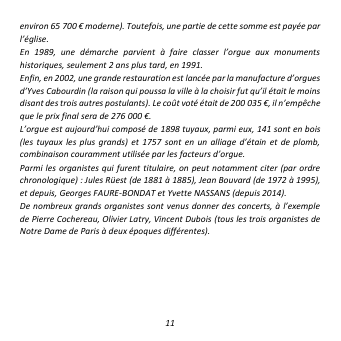 environ 65 700 € moderne). Toutefois, une partie de cette somme est payée par
l'église.
En 1989, une démarche parvient à faire classer l'orgue aux monuments
historiques, seulement 2 ans plus tard, en 1991.
Enfin, en 2002, une grande restauration est lancée par la manufacture d'orgues
d'Yves Cabourdin (la raison qui poussa la ville à la choisir fut qu'il était le moins
disant des trois autres postulants). Le coût voté était de 200 035 €, il n'empêche
que le prix final sera de 276 000 €.
L'orgue est aujourd'hui composé de 1898 tuyaux, parmi eux, 141 sont en bois
(les tuyaux les plus grands) et 1757 sont en un alliage d'étain et de plomb,
combinaison couramment utilisée par les facteurs d'orgue.
Parmi les organistes qui furent titulaire, on peut notamment citer (par ordre
chronologique) : Jules Rüest (de 1881 à 1885), Jean Bouvard (de 1972 à 1995),
et depuis, Georges FAURE-BONDAT et Yvette NASSANS (depuis 2014).
De nombreux grands organistes sont venus donner des concerts, à l'exemple
de Pierre Cochereau, Olivier Latry, Vincent Dubois (tous les trois organistes de
Notre Dame de Paris à deux époques différentes).
11